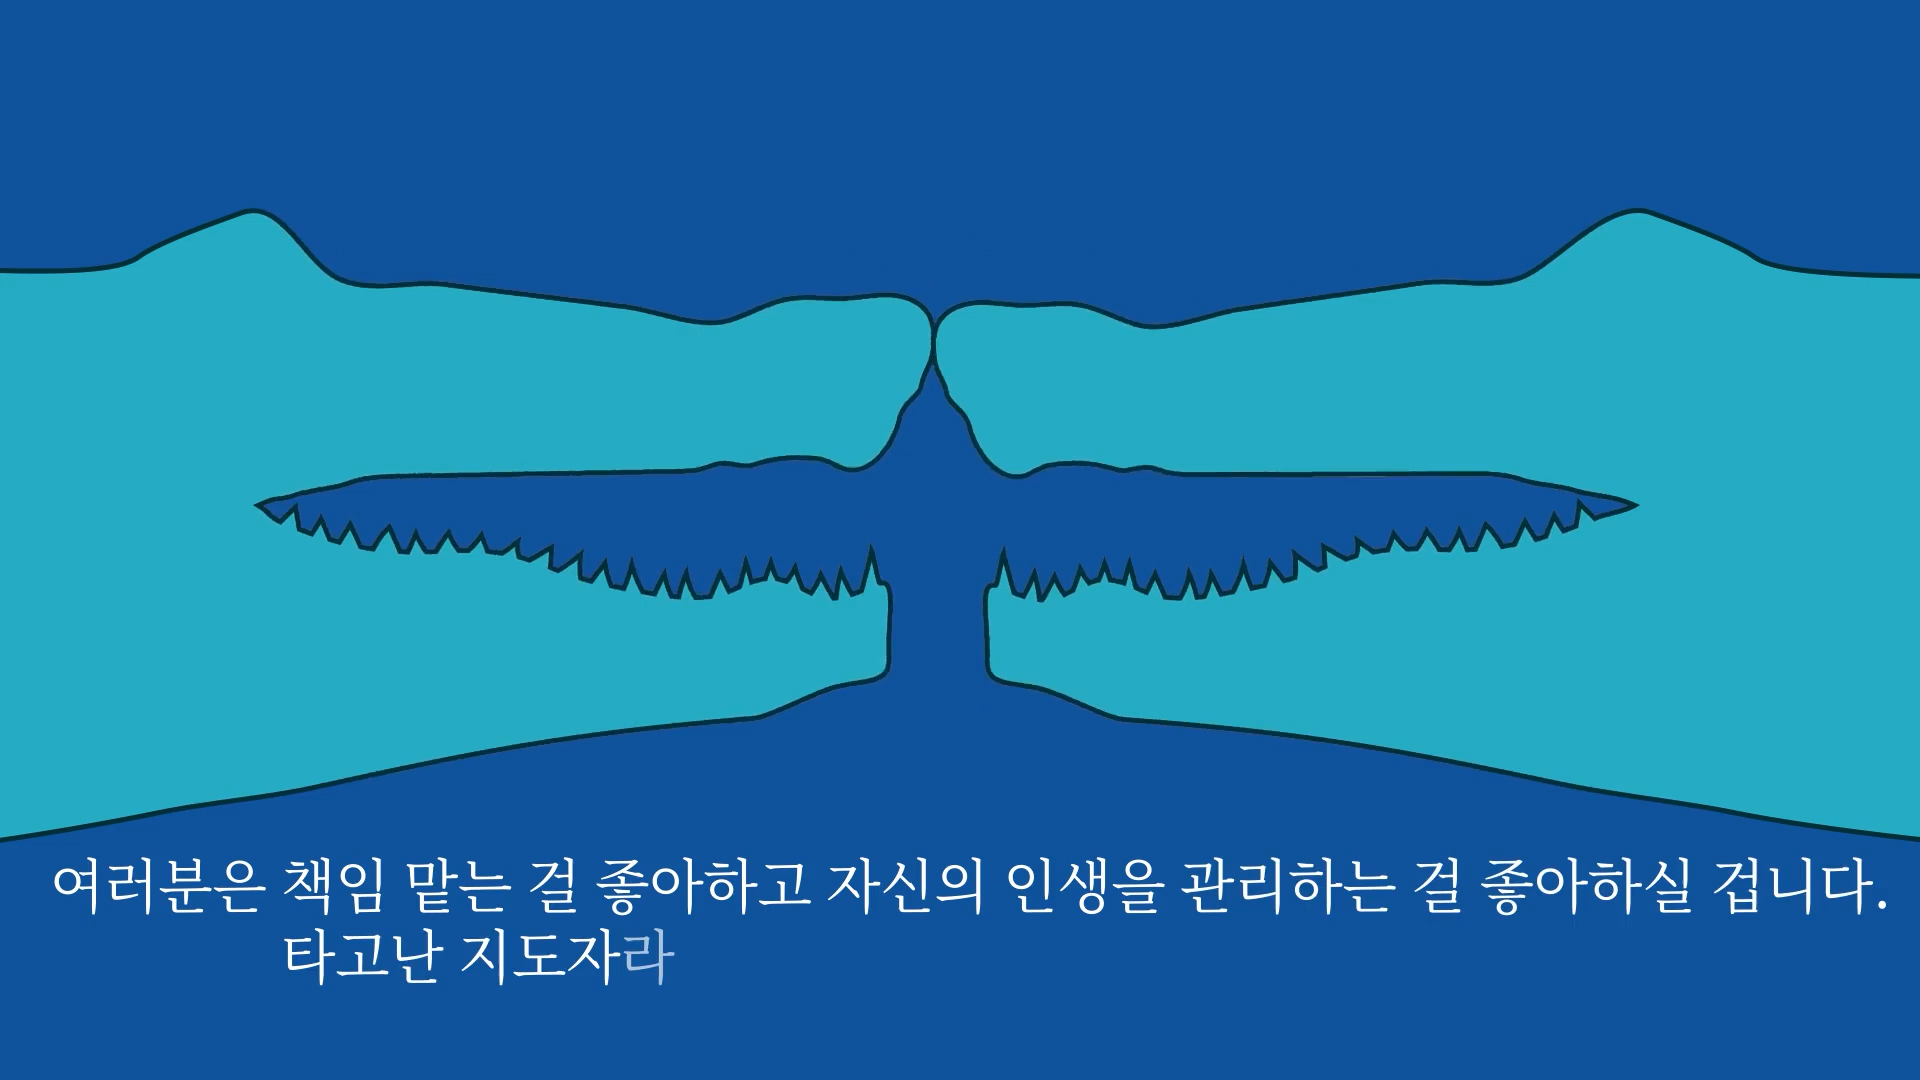 여러분은 책임 맡는 걸 좋아하고 자신의 인생을 관리하는 걸 좋아하실 겁니다.
타고난 지도자라